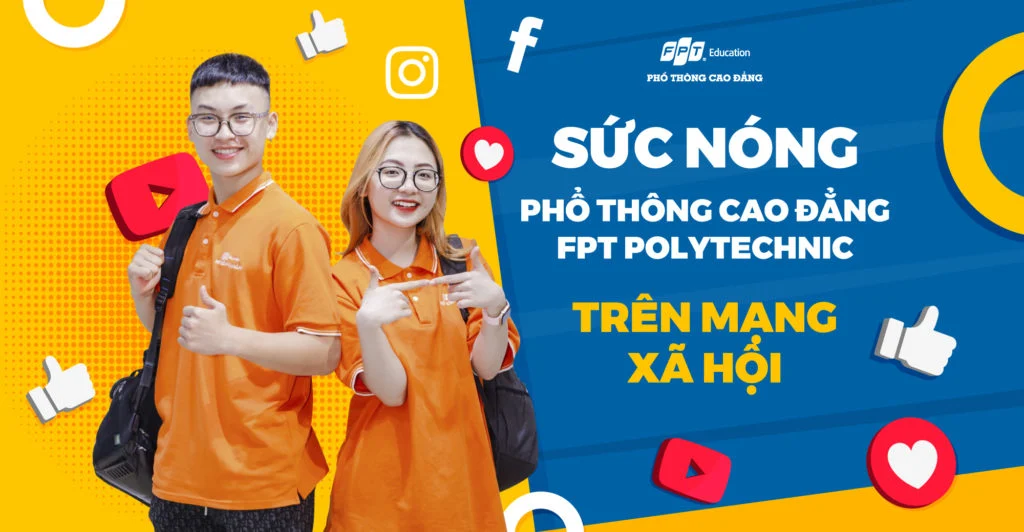 FPT Education
PHỔ THÔNG CAO ĐẲNG
SỨC NÓNG
PHỔ THÔNG CAO ĐẲNG
FPT POLYTECHNIC
TRÊN MẠNG
XÃ HỘI